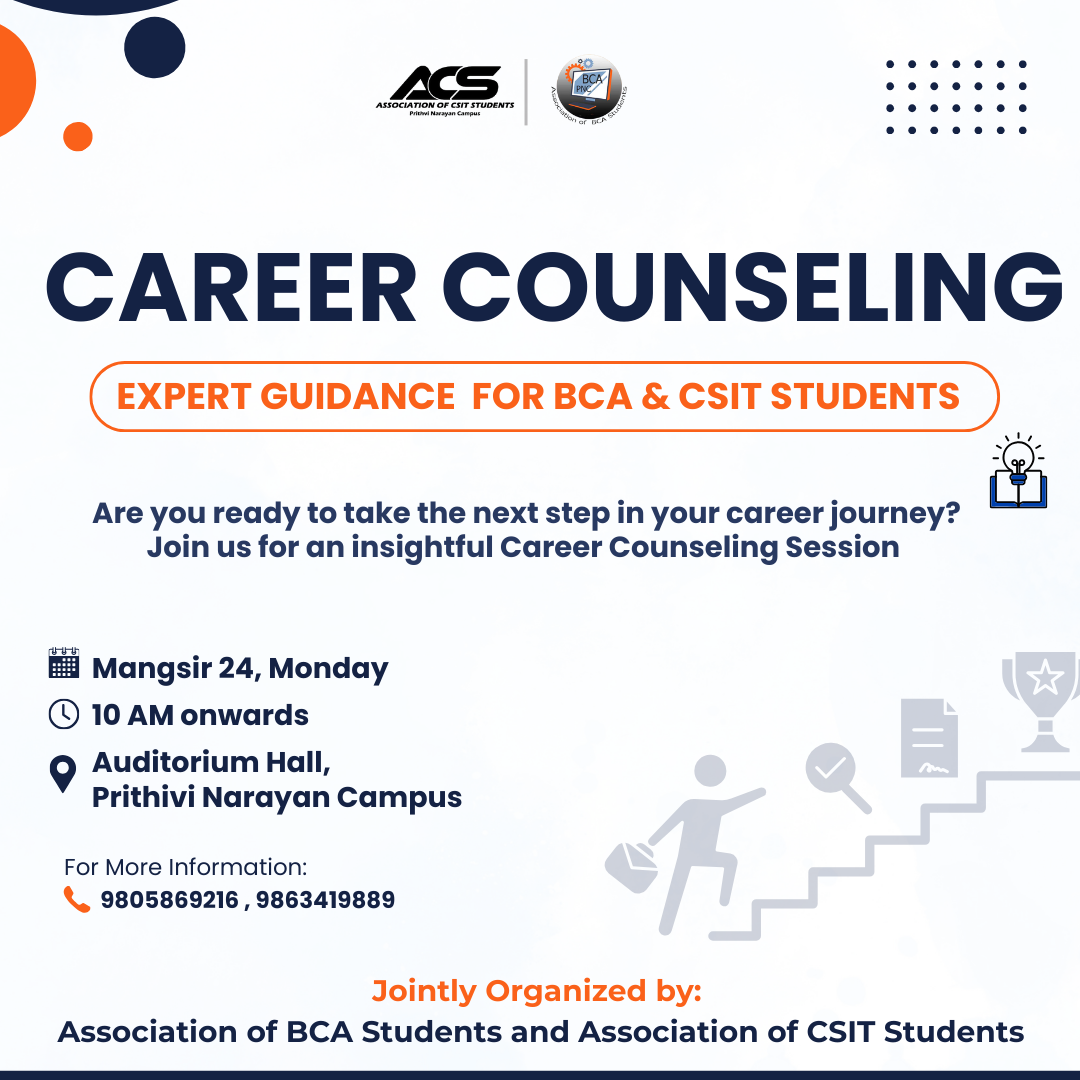 ACS
ASSOCIATION OF CSIT STUDENTS
Prithvi Narayan Campus
BCA
PNC
Association of BCA Students
CAREER COUNSELING
EXPERT GUIDANCE FOR BCA & CSIT STUDENTS
Are you ready to take the next step in your career journey?
Join us for an insightful Career Counseling Session
Mangsir 24, Monday
10 AM onwards
Auditorium Hall,
Prithivi Narayan Campus
For More Information:
9805869216 , 9863419889
Jointly Organized by:
Association of BCA Students and Association of CSIT Students